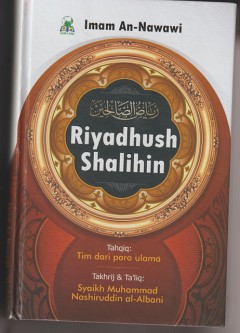 Imam An-Nawawi
رياض الصالحين
Riyadhush
Shalihin
Tahqiq:
Tim dari para ulama
Takhrij & Ta'liq:
Syaikh Muhammad
Nashiruddin al-Albani